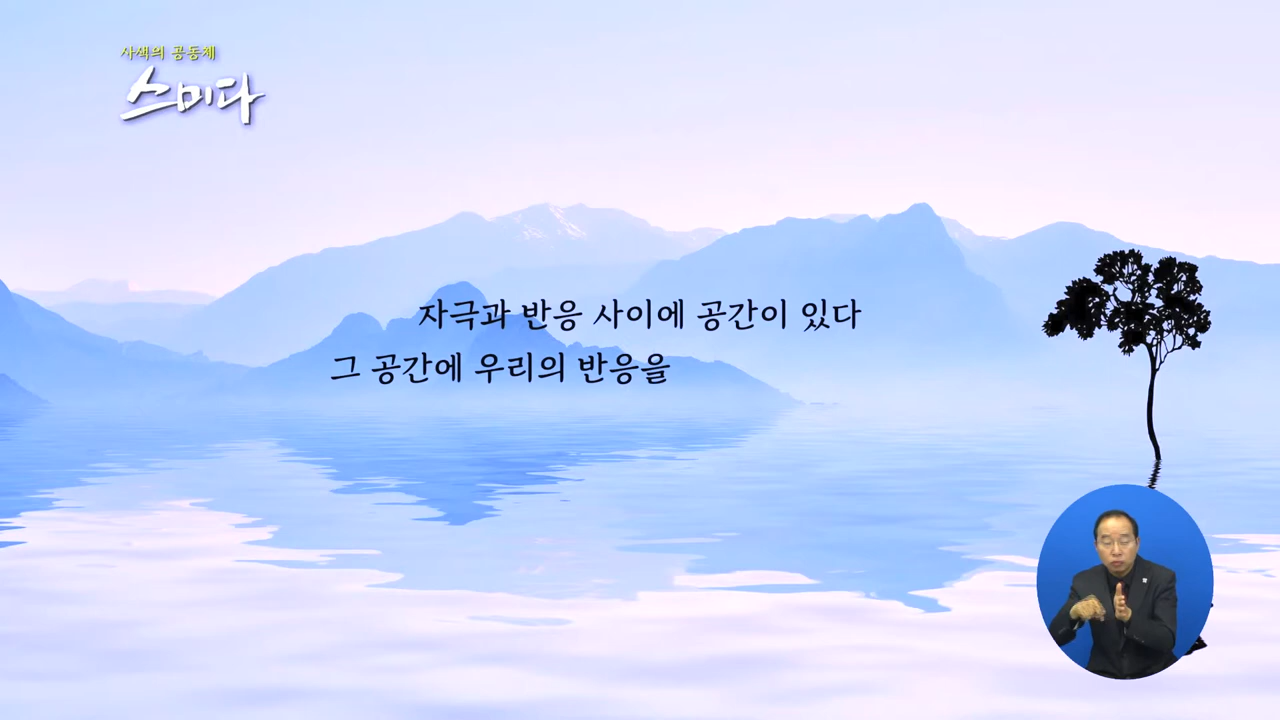 사색의 공동체
스미다
자극과 반응 사이에 공간이 있다
그 공간에 우리의 반응을